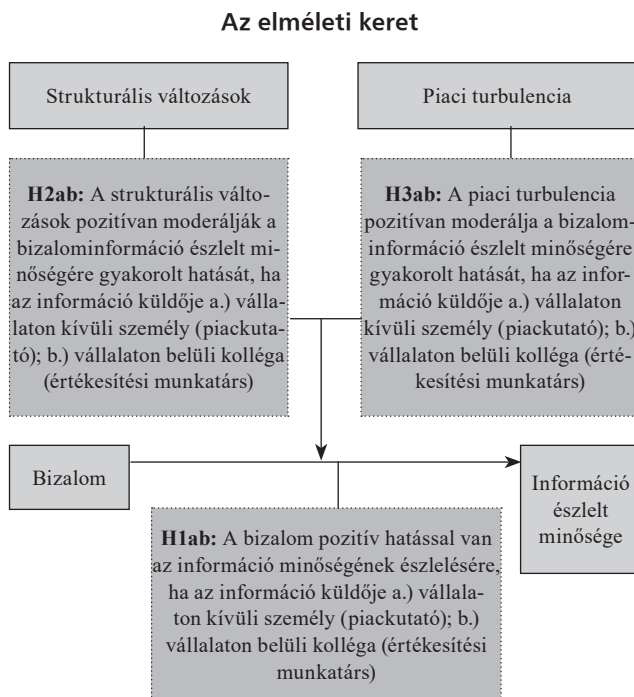 Az elméleti keret
Strukturális változások
Piaci turbulencia
H2ab: A strukturális válto-
zások pozitívan moderálják a
bizalominformáció észlelt mi-
nőségére gyakorolt hatását, ha
az információ küldője a.) válla-
laton kívüli személy (piackuta-
tó); b.) vállalaton belüli kolléga
(értékesítési munkatárs)
H3ab: A piaci turbulencia
pozitívan moderálja a bizalom-
információ észlelt minőségére
gyakorolt hatását, ha az infor-
máció küldője a.) vállalaton
kívüli személy (piackutató); b.)
vállalaton belüli kolléga (érté-
kesítési munkatárs)
Bizalom
Információ
észlelt
minősége
H1ab: A bizalom pozitív hatással van
az információ minőségének észlelésére,
ha az információ küldője a.) vállala-
ton kívüli személy (piackutató); b.)
vállalaton belüli kolléga (értékesítési
munkatárs)